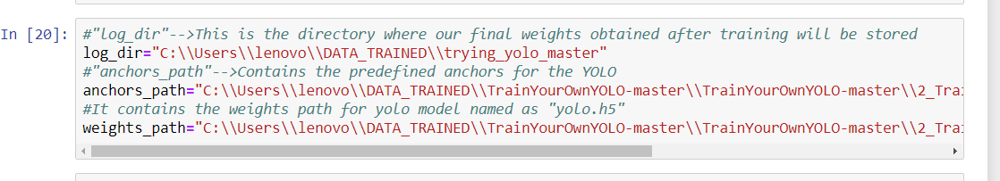 In [20]:
#"log_dir"-->This is the directory where our final weights obtained after training will be stored
log_dir="C:\\Users\\lenovo\\DATA_TRAINED\\trying_yolo_master"
#"anchors_path"-->Contains the predefined anchors for the YOLO
anchors_path="C:\\Users\\lenovo\\DATA_TRAINED\\TrainYourOwnYOLO-master\\TrainYourOwnYOLO-master\\2_Trai
#It contains the weights path for yolo model named as "yolo.h5"
weights_path="C:\\Users\\lenovo\\DATA_TRAINED\\TrainYourOwnYOLO-master\\TrainYourOwnYOLO-master\\2_Trai